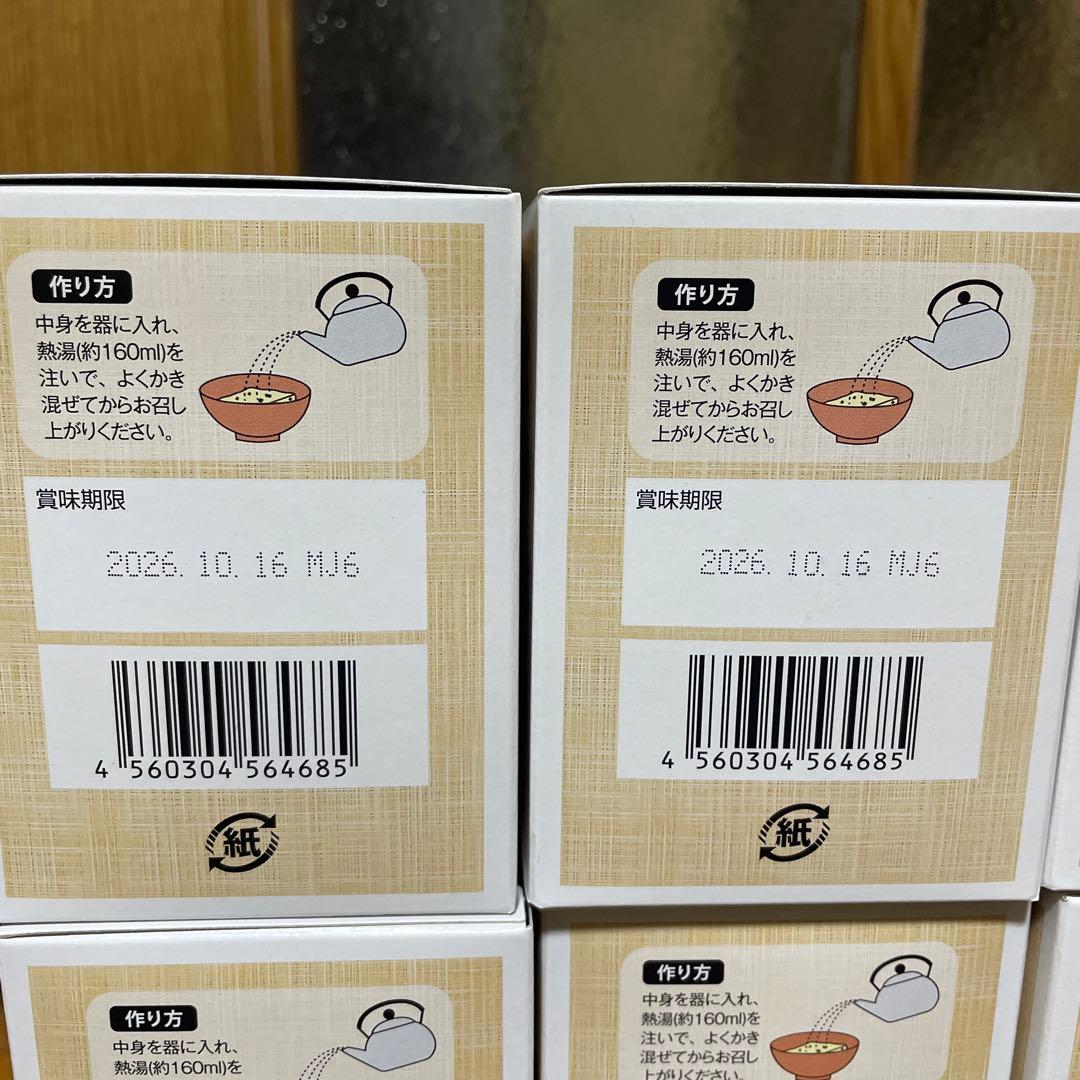 作り方
中身を器に入れ、
熱湯(約160ml)を
注いで、よくかき
混ぜてからお召し
上がりください。
賞味期限
2026.10.16 MJ6
4 560304 564685
紙
作り方
中身を器に入れ、
熱湯(約160ml)を
注いで、よくかき
混ぜてからお召し
上がりください。
賞味期限
2026.10.16 MJ6
4 560304 564685
紙
作り方
中身を器に入れ、
熱湯(約160ml)を
作り方
中身を器に入れ、
熱湯(約160ml)を
注いで、よくかき
混ぜてからお召し
上がりください。